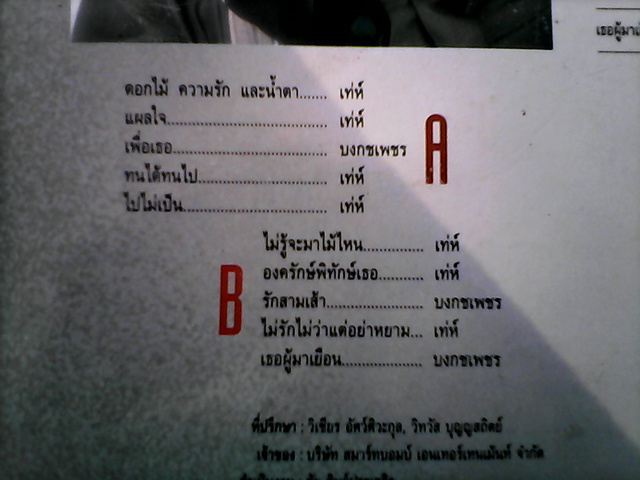 เธอผู้มาเ
ดอกไม้ ความรัก และน้ำตา....... เท่ห์
แผลใจ........................................ เท่ห์
เพื่อเธอ....................................... บงกชเพชร
ทนได้ทนไป................................ เท่ห์
ไปไม่เป็น.................................... เท่ห์
A
ไม่รู้จะมาไม้ไหน............... เท่ห์
องครักษ์พิทักษ์เธอ........... เท่ห์
รักสามเส้า......................... บงกชเพชร
ไม่รักไม่ว่าแต่อย่าหยาม... เท่ห์
เธอผู้มาเยือน..................... บงกชเพชร
B
ที่ปรึกษา : วิเชียร อัศว์ศิวะกุล, วิทวัส บุญญสถิตย์
เจ้าของ : บริษัท สมาร์ทบอมบ์ เอนเทอร์เทนเม้นท์ จำกัด